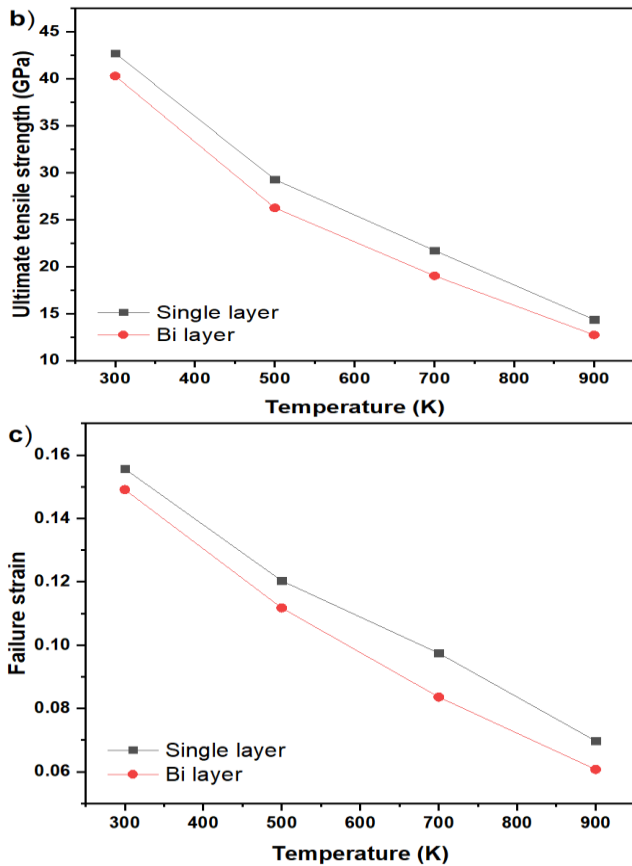 b)
Ultimate tensile strength (GPa)
45
40
35
30
25
20
15
10
Single layer
Bi layer
300 400 500 600 700 800 900
Temperature (K)
c)
Failure strain
0.16
0.14
0.12
0.10
0.08
0.06
Single layer
Bi layer
300 400 500 600 700 800 900
Temperature (K)